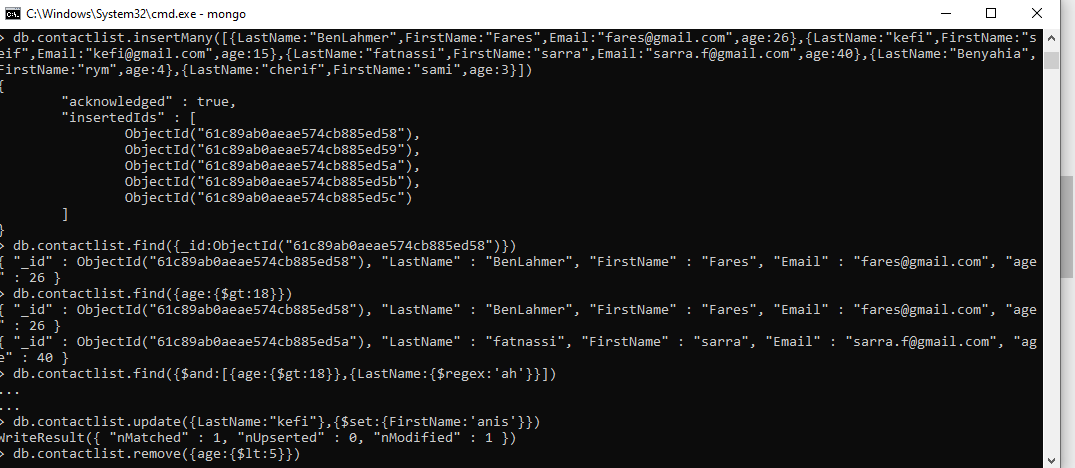 C:\Windows\System32\cmd.exe - mongo
> db.contactlist.insertMany([{LastName:"BenLahmer",FirstName:"Fares",Email:"fares@gmail.com",age:26},{LastName:"kefi",FirstName:"s
eif",Email:"kefi@gmail.com",age:15},{LastName:"fatnassi",FirstName:"sarra",Email:"sarra.f@gmail.com",age:40},{LastName:"Benyahia",
FirstName:"rym",age:4},{LastName:"cherif",FirstName:"sami",age:3}])
{
"acknowledged" : true,
"insertedIds" : [
ObjectId("61c89ab0aeae574cb885ed58"),
ObjectId("61c89ab0aeae574cb885ed59"),
ObjectId("61c89ab0aeae574cb885ed5a"),
ObjectId("61c89ab0aeae574cb885ed5b"),
ObjectId("61c89ab0aeae574cb885ed5c")
]
}
> db.contactlist.find({_id:ObjectId("61c89ab0aeae574cb885ed58")})
{ "_id" : ObjectId("61c89ab0aeae574cb885ed58"), "LastName" : "BenLahmer", "FirstName" : "Fares", "Email" : "fares@gmail.com", "age
" : 26 }
> db.contactlist.find({age:{$gt:18}})
{ "_id" : ObjectId("61c89ab0aeae574cb885ed58"), "LastName" : "BenLahmer", "FirstName" : "Fares", "Email" : "fares@gmail.com", "age
" : 26 }
{ "_id" : ObjectId("61c89ab0aeae574cb885ed5a"), "LastName" : "fatnassi", "FirstName" : "sarra", "Email" : "sarra.f@gmail.com", "ag
e" : 40 }
> db.contactlist.find({$and:[{age:{$gt:18}},{LastName:{$regex:'ah'}}])
...
...
> db.contactlist.update({LastName:"kefi"},{$set:{FirstName:'anis'}})
WriteResult({ "nMatched" : 1, "nUpserted" : 0, "nModified" : 1 })
> db.contactlist.remove({age:{$lt:5}})